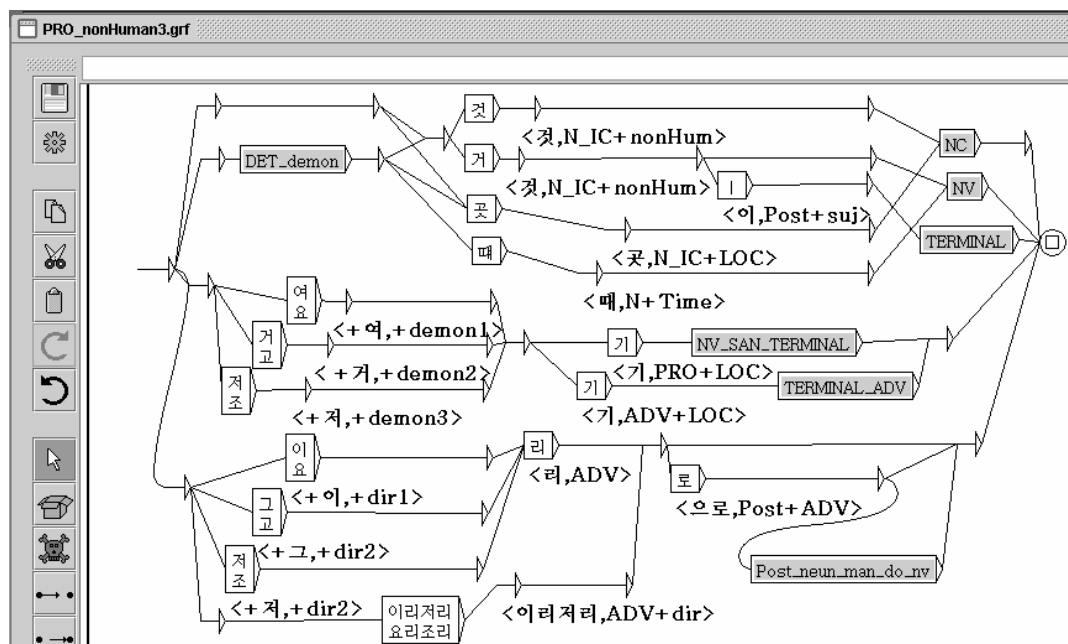 PRO_nonHuman3.grf
것
<것,N_IC+nonHum>
NC
DET_demon
거
<것,N_IC+nonHum>
NV
ㅣ
<이,Post+suj>
곳
TERMINAL
<곳,N_IC+LOC>
때
<때,N+Time>
여
요
<+여,+demon1>
거
고
기
NV_SAN_TERMINAL
<+거,+demon2>
<기,PRO+LOC>
저
조
기
TERMINAL_ADV
<+저,+demon3>
<기,ADV+LOC>
이
요
리
<리,ADV>
<+이,+dir1>
로
그
고
<으로,Post+ADV>
<+그,+dir2>
저
조
Post_neun_man_do_nv
<+저,+dir2>
이리저리
요리조리
<이리저리,ADV+dir>